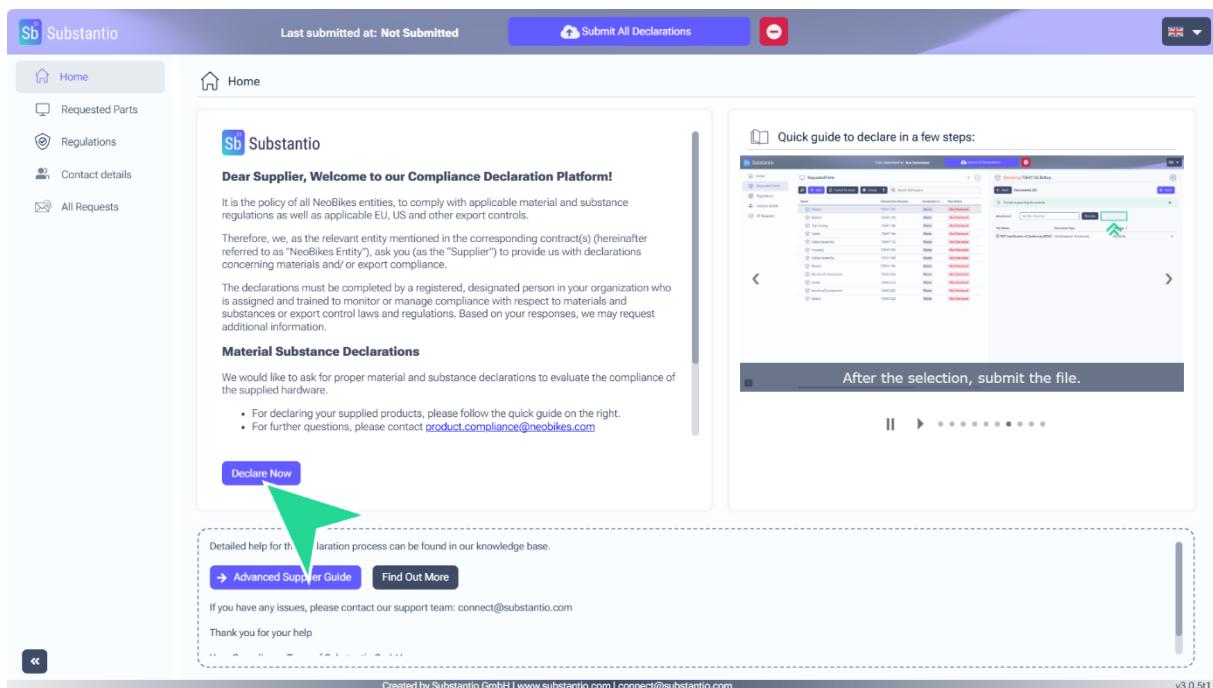 Sb Substantio
Last submitted at: Not Submitted
Submit All Declarations
Home
Requested Parts
Regulations
Contact details
All Requests
Home
Sb Substantio
Dear Supplier, Welcome to our Compliance Declaration Platform!
It is the policy of all NeoBikes entities, to comply with applicable material and substance
regulations as well as applicable EU, US and other export controls.
Therefore, we, as the relevant entity mentioned in the corresponding contract(s) (hereinafter
referred to as "NeoBikes Entity"), ask you (as the "Supplier") to provide us with declarations
concerning materials and/ or export compliance.
The declarations must be completed by a registered, designated person in your organization who
is assigned and trained to monitor or manage compliance with respect to materials and
substances or export control laws and regulations. Based on your responses, we may request
additional information.
Material Substance Declarations
We would like to ask for proper material and substance declarations to evaluate the compliance of
the supplied hardware.
• For declaring your supplied products, please follow the quick guide on the right.
• For further questions, please contact product.compliance@neobikes.com
Declare Now
Quick guide to declare in a few steps:
After the selection, submit the file.
Detailed help for th laration process can be found in our knowledge base.
Advanced Supplier Guide
Find Out More
If you have any issues, please contact our support team: connect@substantio.com
Thank you for your help
Created by Substantio GmbH | www.substantio.com | connect@substantio.com
v3.0.5t1